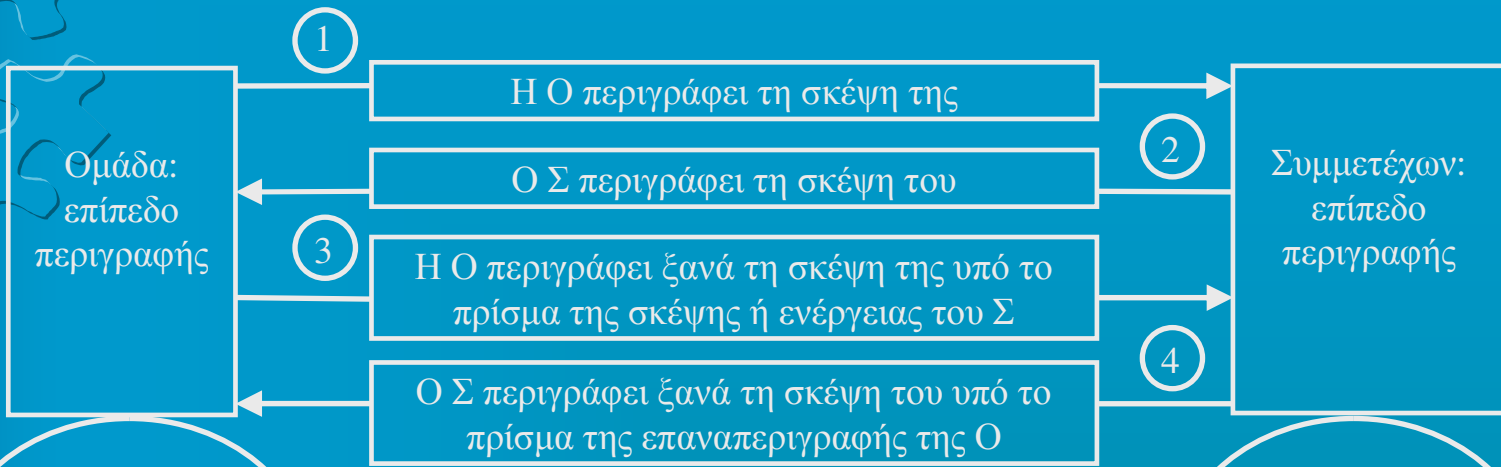 1
Η Ο περιγράφει τη σκέψη της
Ομάδα:
επίπεδο
περιγραφής
2
Ο Σ περιγράφει τη σκέψη του
Συμμετέχων:
επίπεδο
περιγραφής
3
Η Ο περιγράφει ξανά τη σκέψη της υπό το
πρίσμα της σκέψης ή ενέργειας του Σ
4
Ο Σ περιγράφει ξανά τη σκέψη του υπό το
πρίσμα της επαναπεριγραφής της Ο